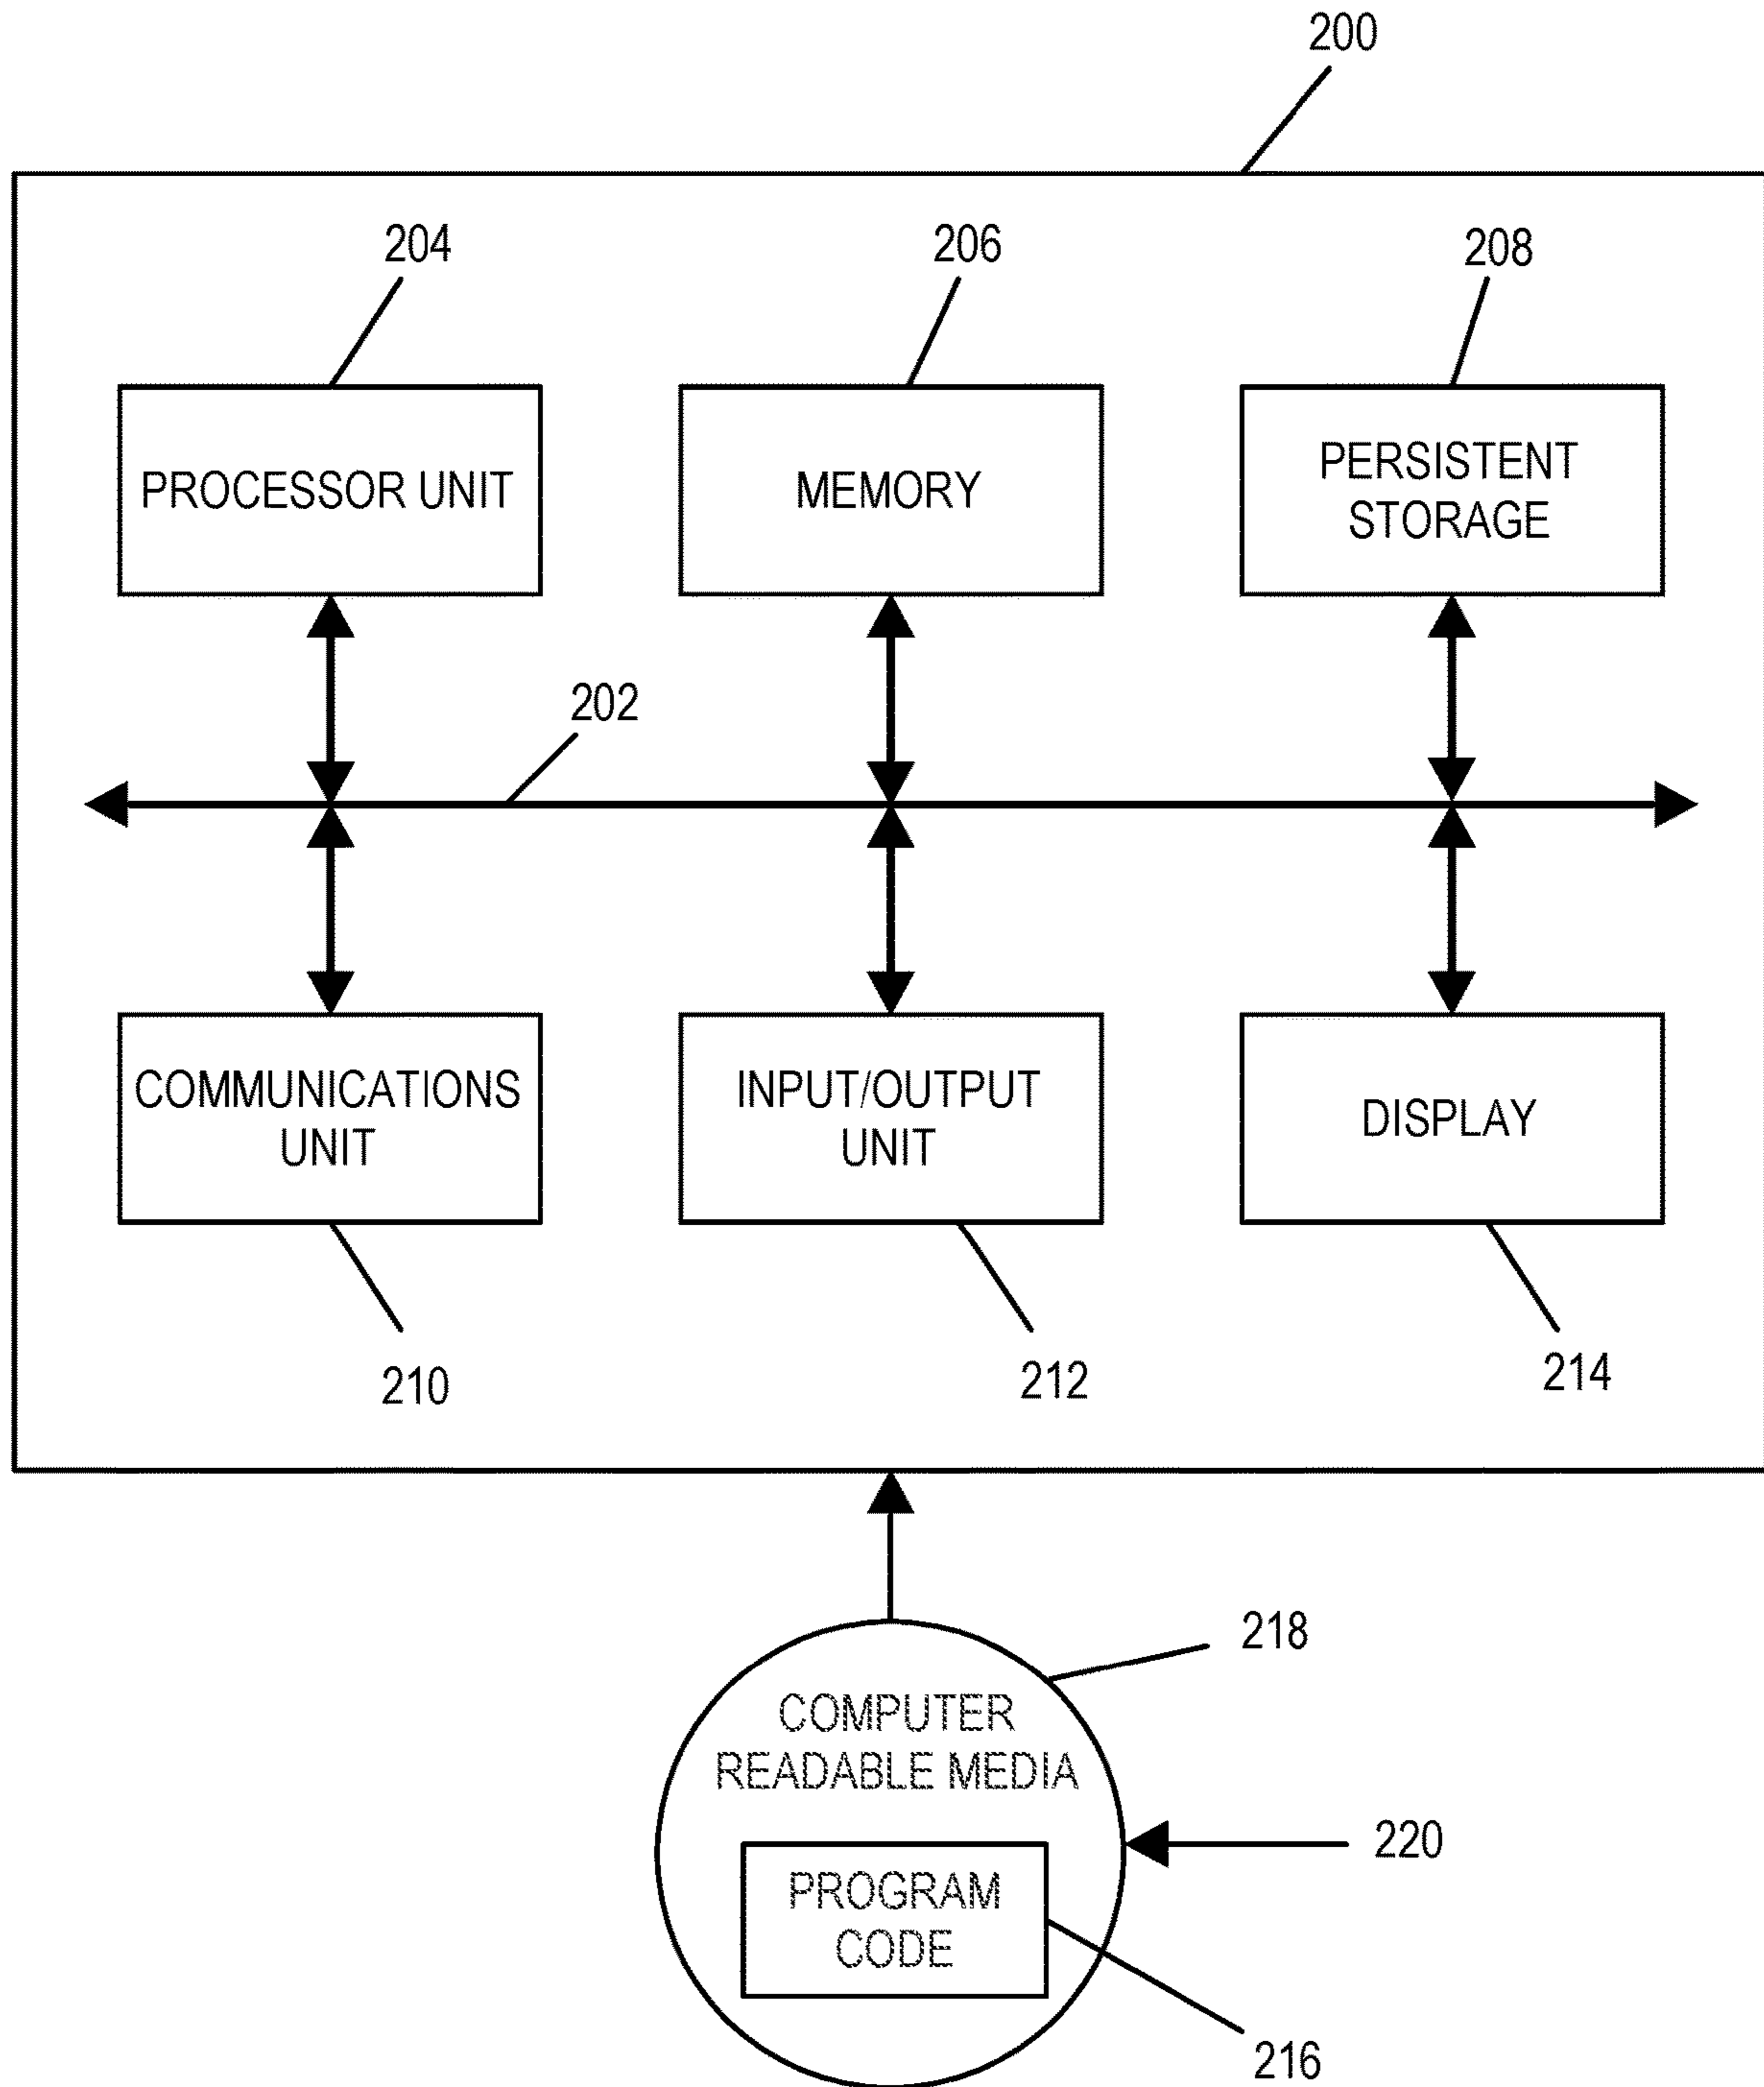 200
204
206
208
PROCESSOR UNIT
MEMORY
PERSISTENT
STORAGE
202
COMMUNICATIONS
UNIT
INPUT/OUTPUT
UNIT
DISPLAY
210
212
214
218
COMPUTER
READABLE MEDIA
220
PROGRAM
CODE
216